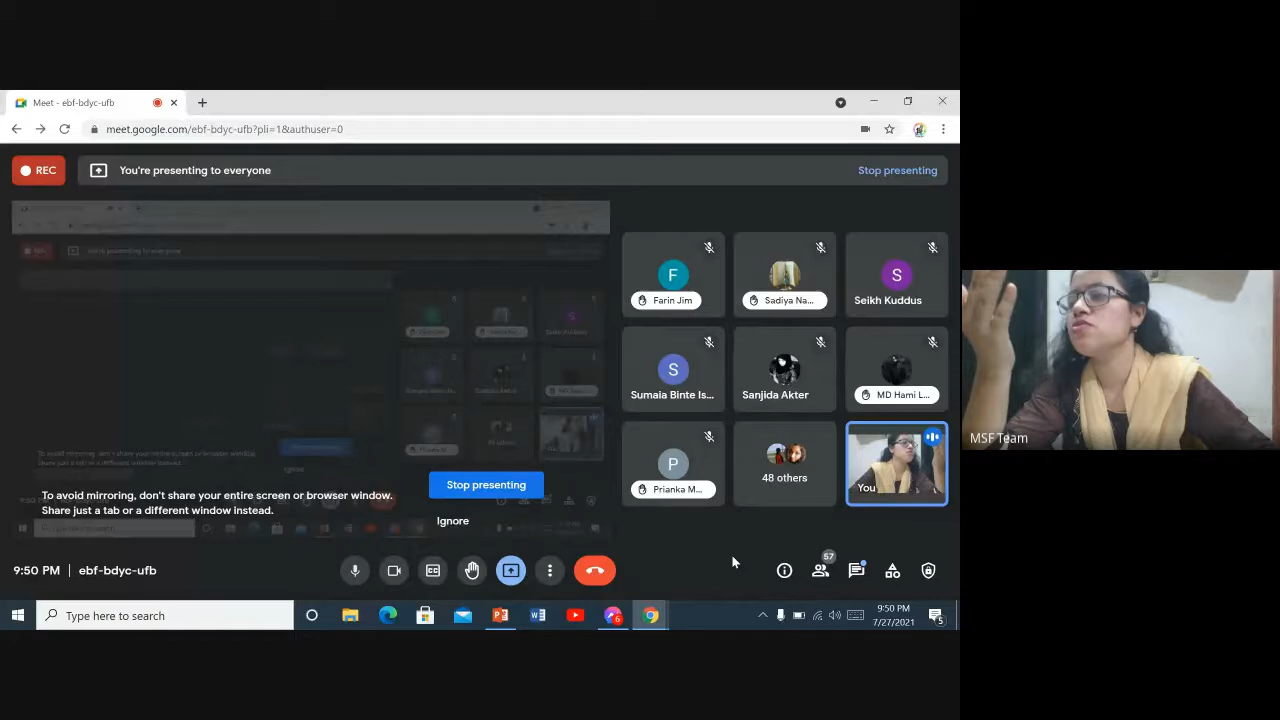 Meet - ebf-bdyc-ufb
meet.google.com/ebf-bdyc-ufb?pli=1&authuser=0
REC
You're presenting to everyone
Stop presenting
F
Farin Jim
Sadiya Na...
S
Seikh Kuddus
S
Sumaia Binte Is...
Sanjida Akter
MD Hami L...
P
Prianka M...
48 others
You
MSF Team
To avoid mirroring, don't share your entire screen or browser window.
Share just a tab or a different window instead.
Stop presenting
Ignore
9:50 PM | ebf-bdyc-ufb
57
Type here to search
6
9:50 PM
7/27/2021
5